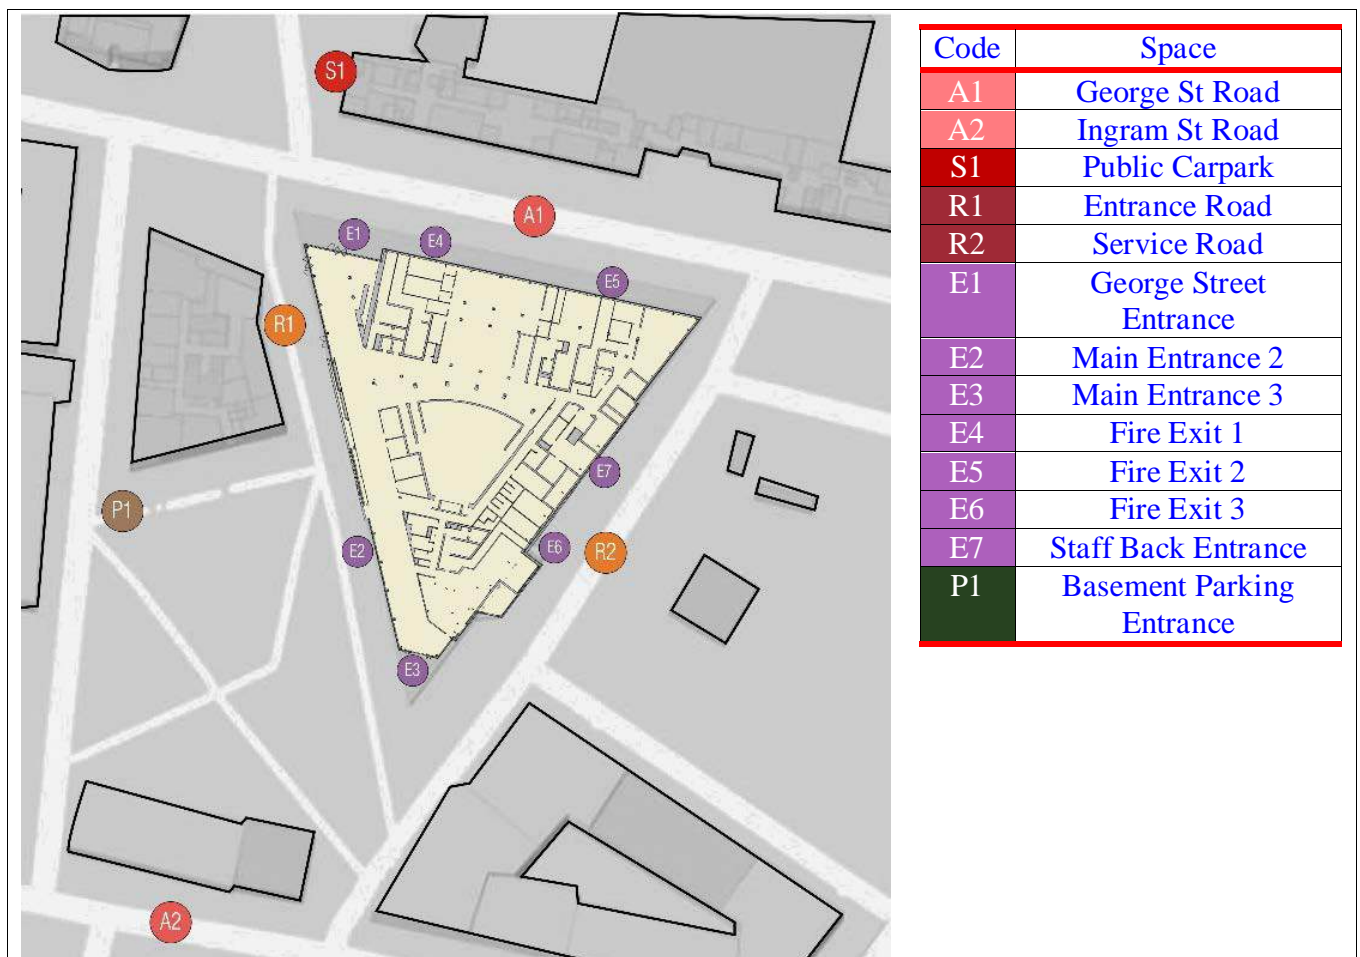 S1
A1
E1
E4
E5
R1
E7
P1
E2
E6
R2
E3
A2
Code Space
A1 George St Road
A2 Ingram St Road
S1 Public Carpark
R1 Entrance Road
R2 Service Road
E1 George Street
Entrance
E2 Main Entrance 2
E3 Main Entrance 3
E4 Fire Exit 1
E5 Fire Exit 2
E6 Fire Exit 3
E7 Staff Back Entrance
P1 Basement Parking
Entrance